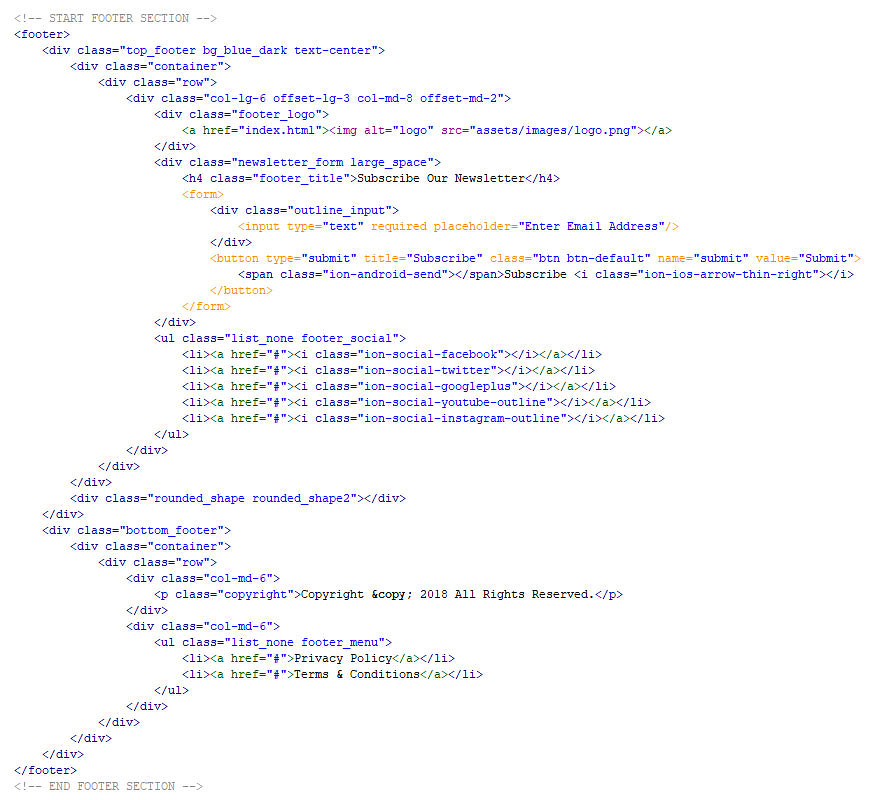 <!-- START FOOTER SECTION -->
<footer>
<div class="top_footer bg_blue_dark text-center">
<div class="container">
<div class="row">
<div class="col-lg-6 offset-lg-3 col-md-8 offset-md-2">
<div class="footer_logo">
<a href="index.html"><img alt="logo" src="assets/images/logo.png"></a>
</div>
<div class="newsletter_form large_space">
<h4 class="footer_title">Subscribe Our Newsletter</h4>
<form>
<div class="outline_input">
<input type="text" required placeholder="Enter Email Address"/>
</div>
<button type="submit" title="Subscribe" class="btn btn-default" name="submit" value="Submit">
<span class="ion-android-send"></span>Subscribe <i class="ion-ios-arrow-thin-right"></i>
</button>
</form>
</div>
<ul class="list_none footer_social">
<li><a href="#"><i class="ion-social-facebook"></i></a></li>
<li><a href="#"><i class="ion-social-twitter"></i></a></li>
<li><a href="#"><i class="ion-social-googleplus"></i></a></li>
<li><a href="#"><i class="ion-social-youtube-outline"></i></a></li>
<li><a href="#"><i class="ion-social-instagram-outline"></i></a></li>
</ul>
</div>
</div>
</div>
<div class="rounded_shape rounded_shape2"></div>
</div>
<div class="bottom_footer">
<div class="container">
<div class="row">
<div class="col-md-6">
<p class="copyright">Copyright &copy; 2018 All Rights Reserved.</p>
</div>
<div class="col-md-6">
<ul class="list_none footer_menu">
<li><a href="#">Privacy Policy</a></li>
<li><a href="#">Terms & Conditions</a></li>
</ul>
</div>
</div>
</div>
</div>
</footer>
<!-- END FOOTER SECTION -->